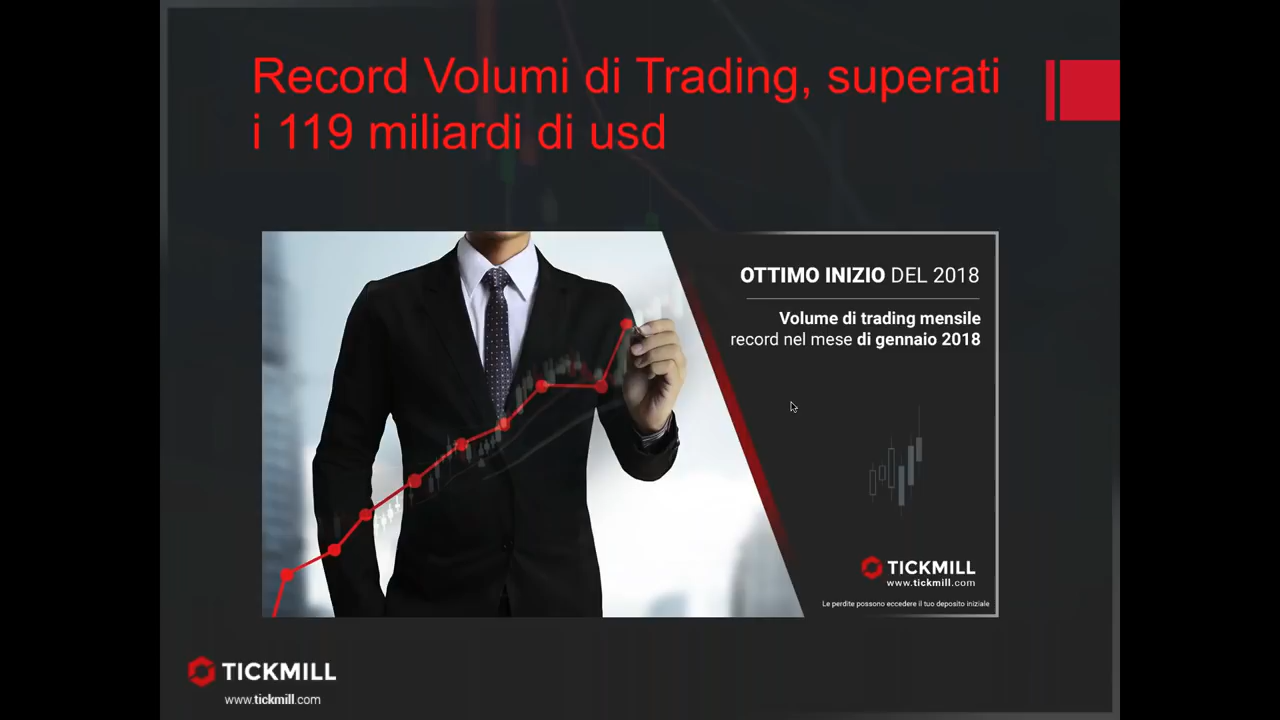 Record Volumi di Trading, superati
i 119 miliardi di usd
OTTIMO INIZIO DEL 2018
Volume di trading mensile
record nel mese di gennaio 2018
TICKMILL
www.tickmill.com
Le perdite possono eccedere il tuo deposito iniziale
TICKMILL
www.tickmill.com